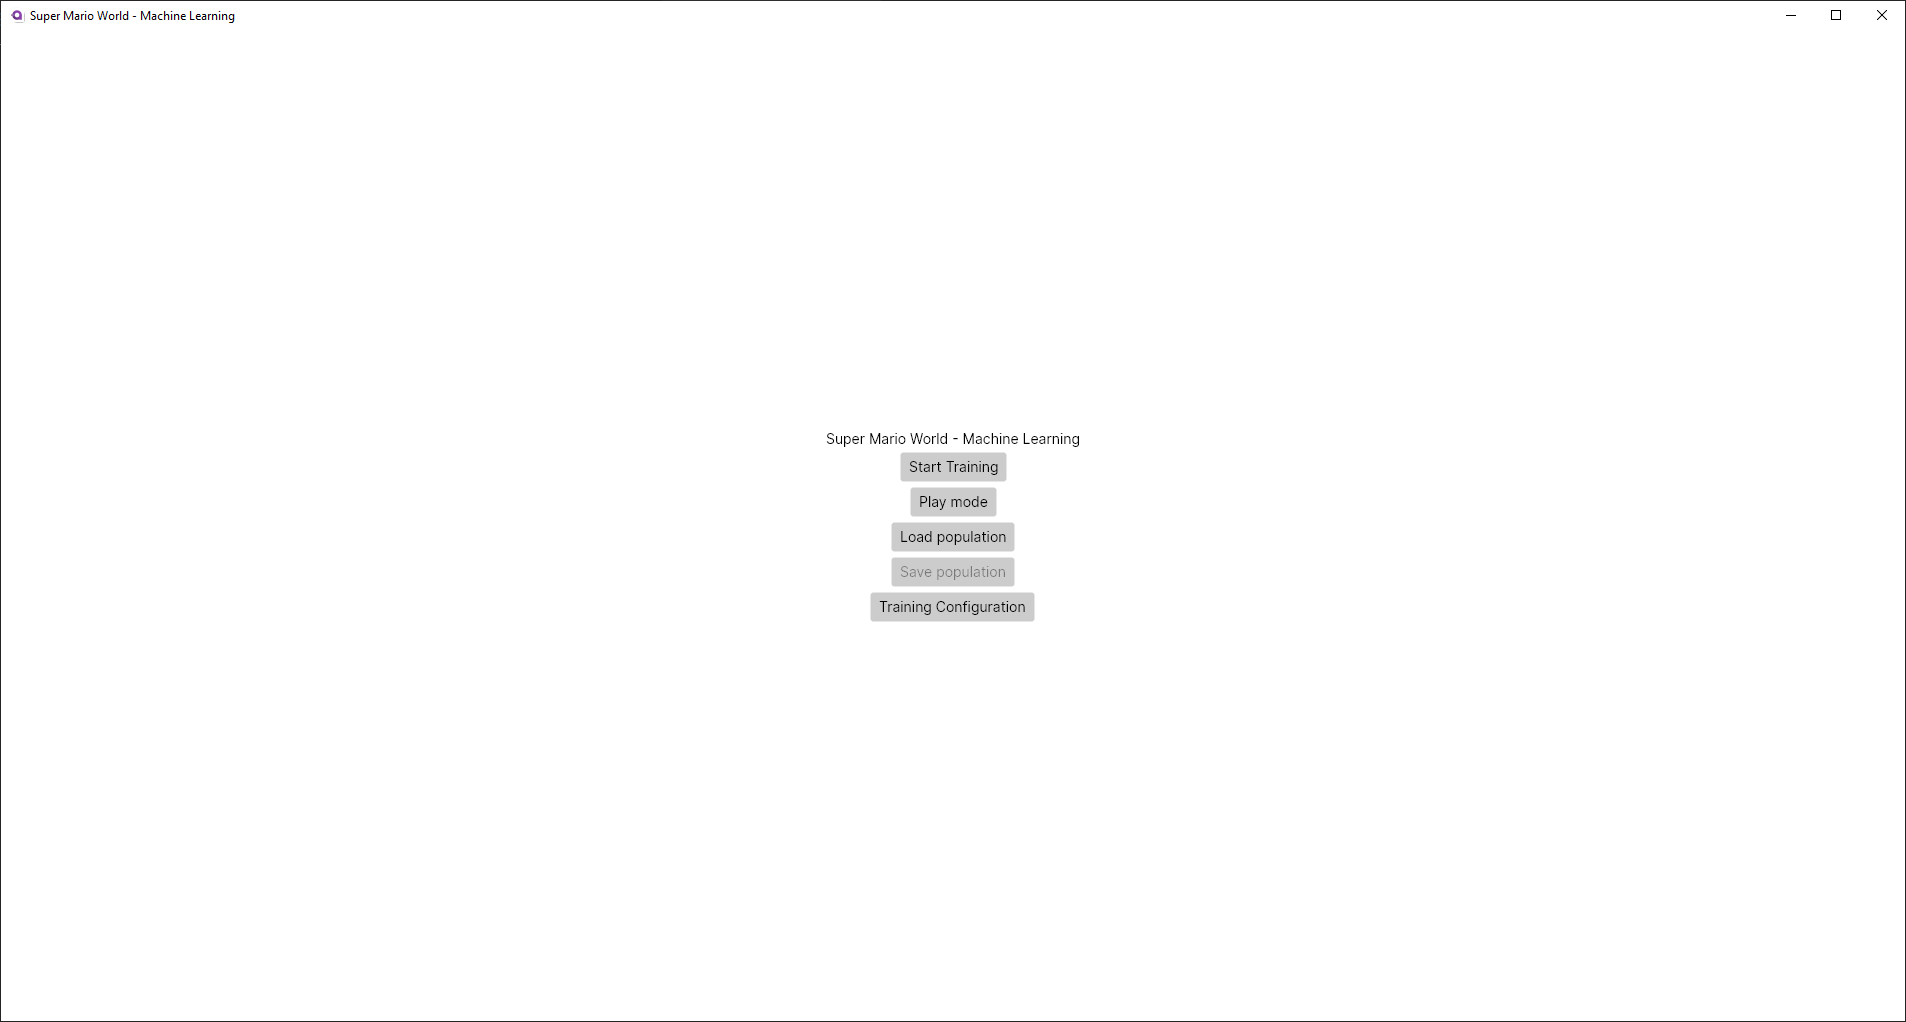 Super Mario World - Machine Learning
Super Mario World - Machine Learning
Start Training
Play mode
Load population
Save population
Training Configuration